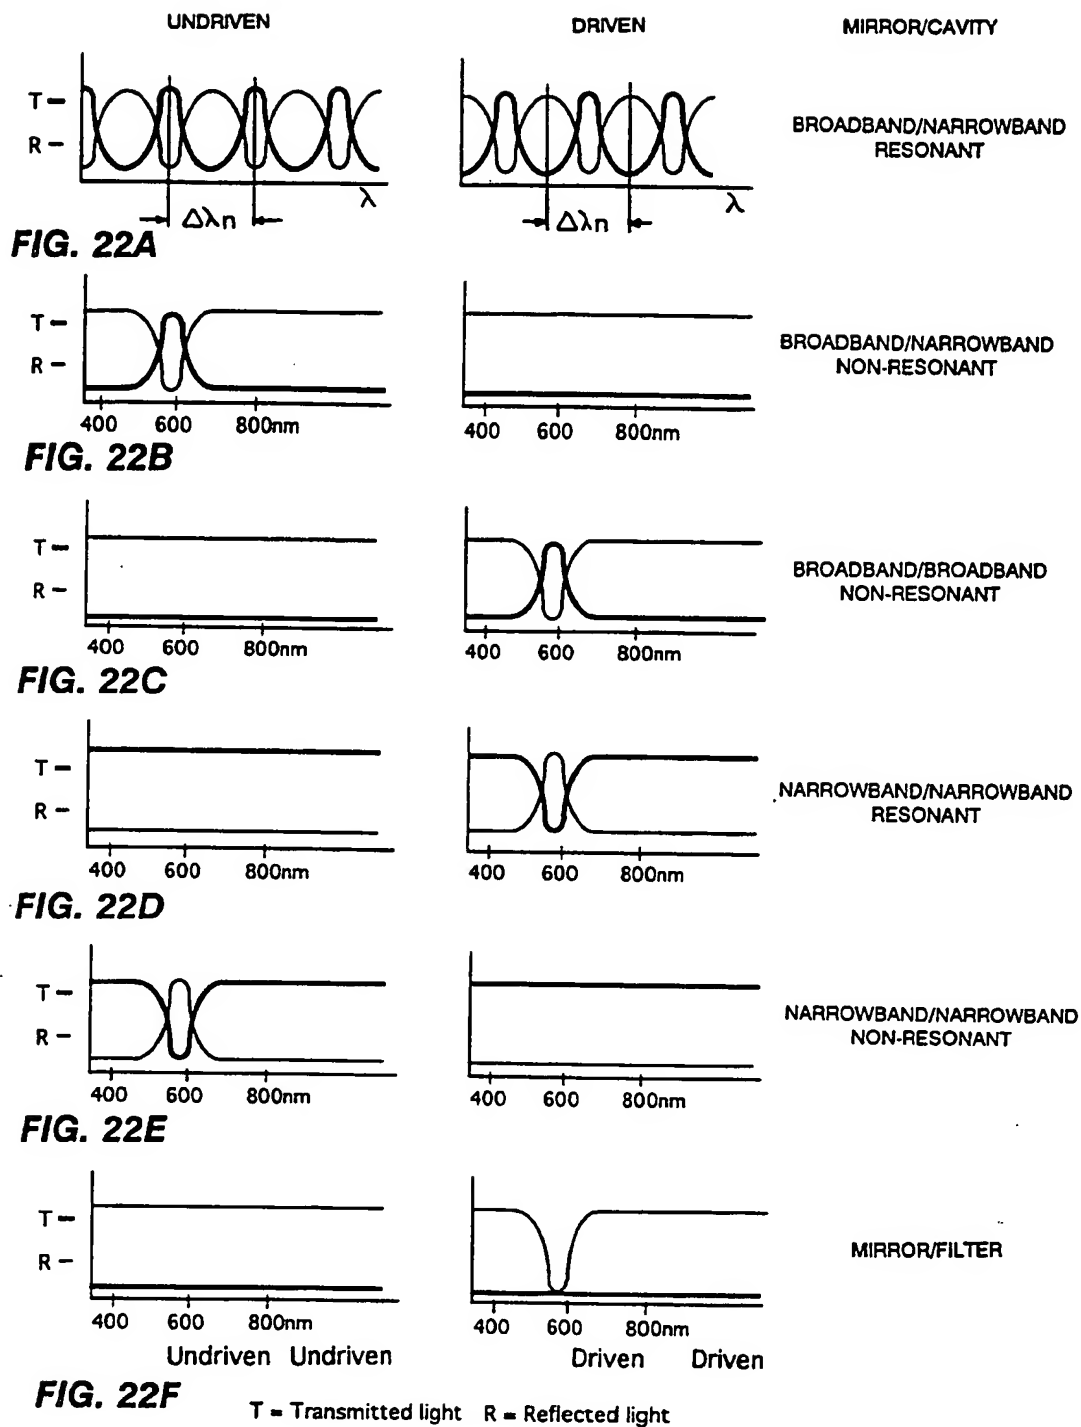 UNDRIVEN DRIVEN MIRROR/CAVITY
T – R –
λ λ
Δλn Δλn
BROADBAND/NARROWBAND
RESONANT
FIG. 22A
T – R –
400 600 800nm 400 600 800nm
BROADBAND/NARROWBAND
NON-RESONANT
FIG. 22B
T – R –
400 600 800nm 400 600 800nm
BROADBAND/BROADBAND
NON-RESONANT
FIG. 22C
T – R –
400 600 800nm 400 600 800nm
NARROWBAND/NARROWBAND
RESONANT
FIG. 22D
T – R –
400 600 800nm 400 600 800nm
NARROWBAND/NARROWBAND
NON-RESONANT
FIG. 22E
T – R –
400 600 800nm 400 600 800nm
MIRROR/FILTER
Undriven Undriven Driven Driven
FIG. 22F
T = Transmitted light R = Reflected light